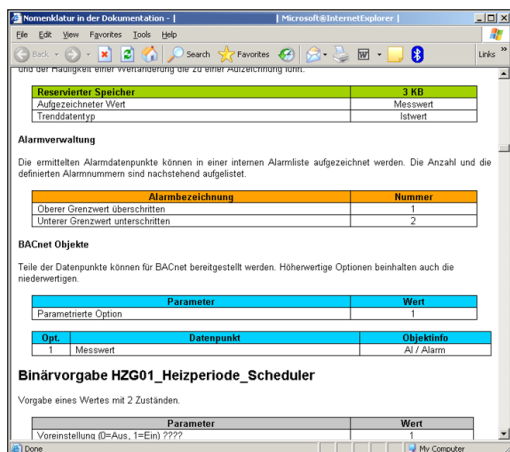 Nomenklatur in der Dokumentation - | | Microsoft®InternetExplorer |
File Edit View Favorites Tools Help
Back Search Favorites Links »
und der Häufigkeit einer Wertänderung die zu einer Aufzeichnung führt.
Reservierter Speicher 3 KB
Aufgezeichneter Wert Messwert
Trenddatentyp Istwert
Alarmverwaltung
Die ermittelten Alarmdatenpunkte können in einer internen Alarmliste aufgezeichnet werden. Die Anzahl und die
definierten Alarmnummern sind nachstehend aufgelistet.
Alarmbezeichnung Nummer
Oberer Grenzwert überschritten 1
Unterer Grenzwert unterschritten 2
BACnet Objekte
Teile der Datenpunkte können für BACnet bereitgestellt werden. Höherwertige Optionen beinhalten auch die
niederwertigen.
Parameter Wert
Parametrierte Option 1
Opt. Datenpunkt Objektinfo
1 Messwert AI / Alarm
Binärvorgabe HZG01_Heizperiode_Scheduler
Vorgabe eines Wertes mit 2 Zuständen.
Parameter Wert
Voreinstellung (0=Aus, 1=Ein) ???? 1
Done My Computer